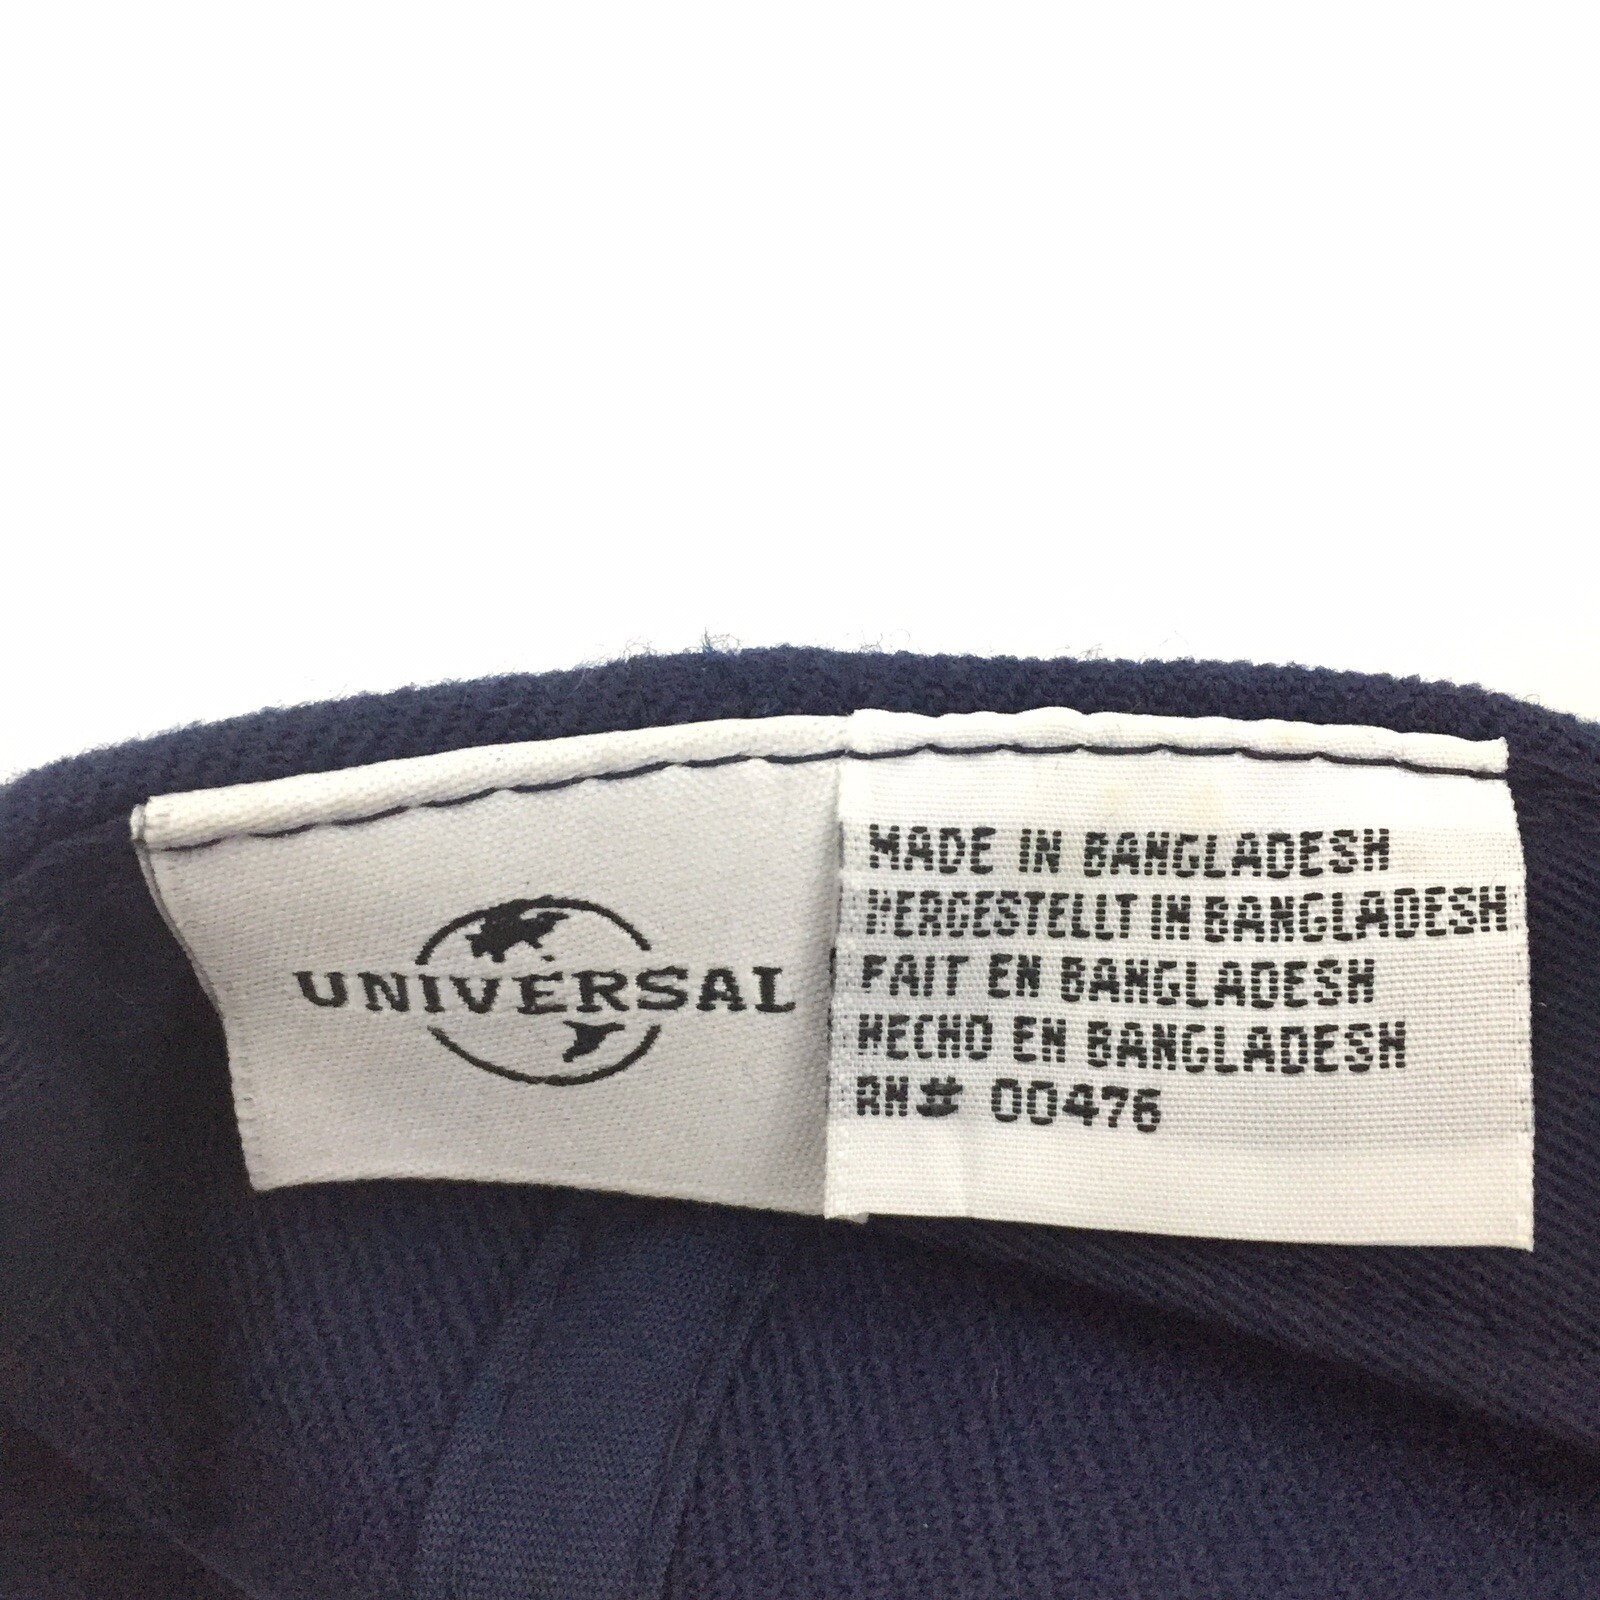 UNIVERSAL
MADE IN BANGLADESH
HERGESTELLT IN BANGLADESH
FAIT EN BANGLADESH
HECHO EN BANGLADESH
RN# 00476